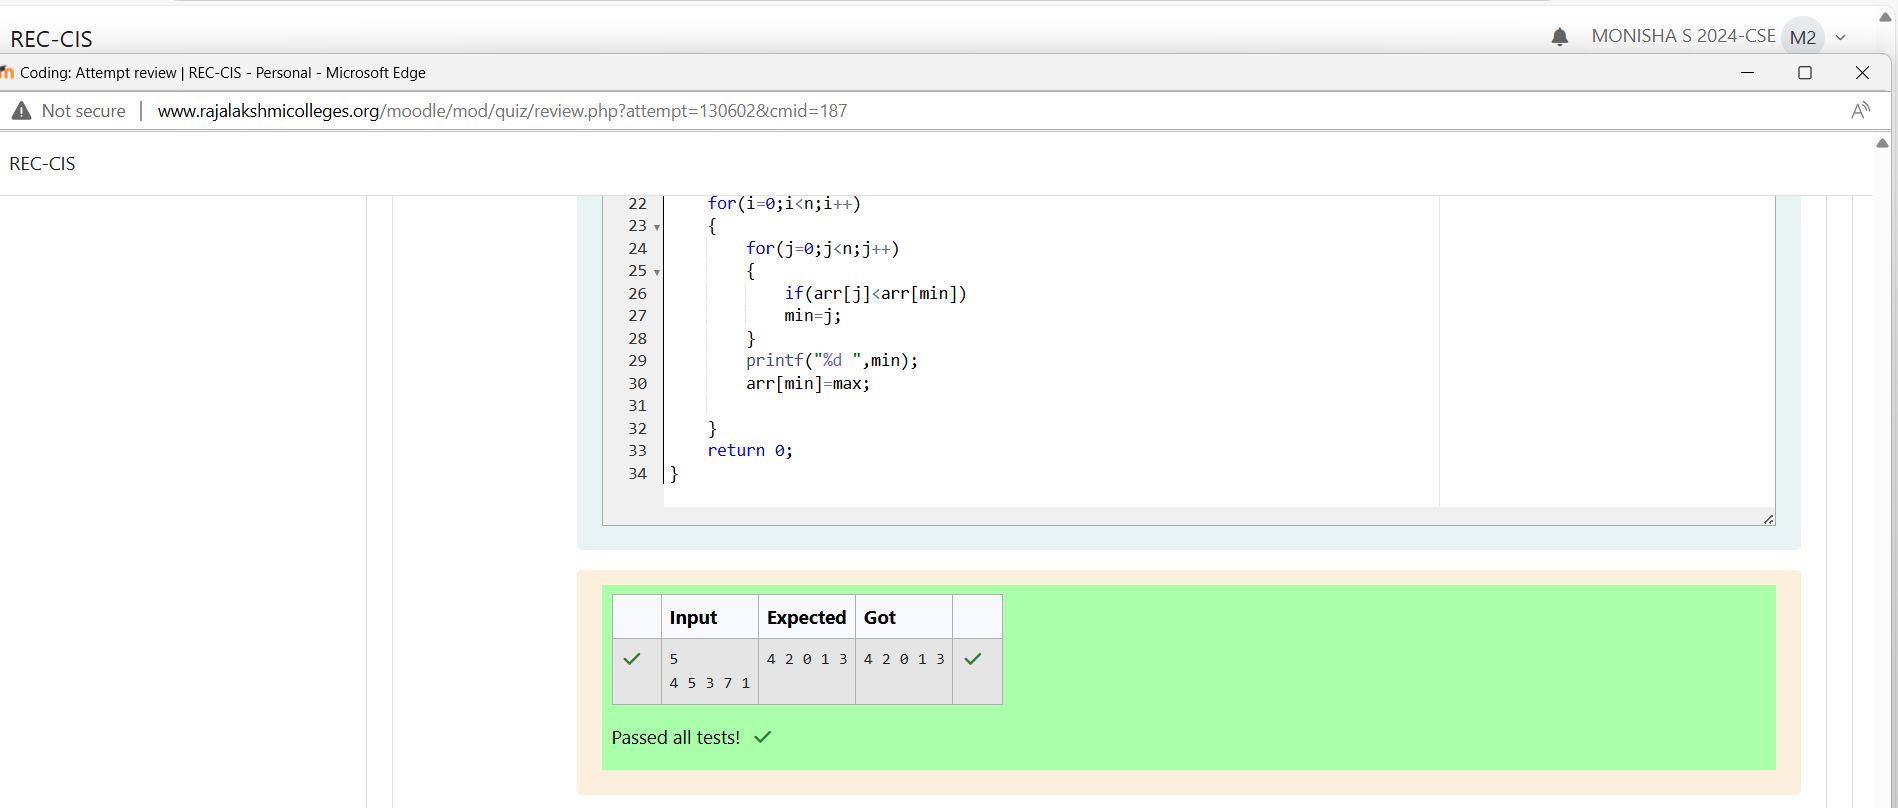 REC-CIS
MONISHA S 2024-CSE M2
Coding: Attempt review | REC-CIS - Personal - Microsoft Edge
Not secure | www.rajalakshmicolleges.org/moodle/mod/quiz/review.php?attempt=130602&cmid=187
REC-CIS
22 for(i=0;i<n;i++)
23 {
24 for(j=0;j<n;j++)
25 {
26 if(arr[j]<arr[min])
27 min=j;
28 }
29 printf("%d ",min);
30 arr[min]=max;
31
32 }
33 return 0;
34 }
Input Expected Got
5 4 2 0 1 3 4 2 0 1 3
4 5 3 7 1
Passed all tests!